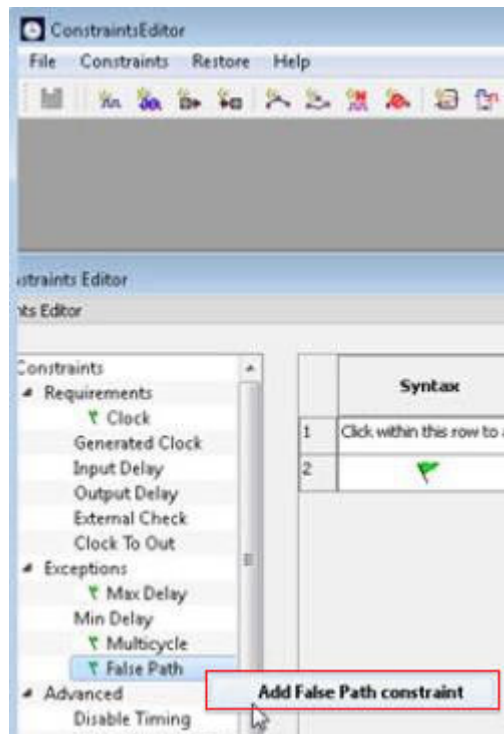 ConstraintsEditor
File Constraints Restore Help
nstraints Editor
nts Editor
Constraints
Requirements
Clock
Generated Clock
Input Delay
Output Delay
External Check
Clock To Out
Exceptions
Max Delay
Min Delay
Multicycle
False Path
Advanced
Disable Timing
Syntax
1 Click within this row to a
2
Add False Path constraint